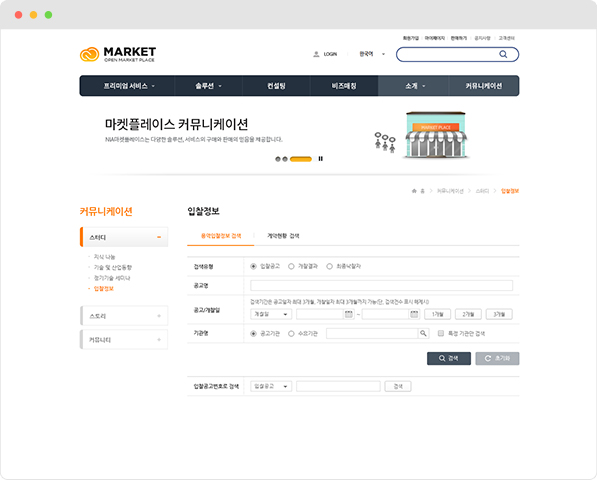 회원가입 마이페이지 판매하기 공지사항 고객센터
MARKET
OPEN MARKET PLACE
LOGIN 한국어
프리미엄 서비스 솔루션 컨설팅 비즈매칭 소개 커뮤니케이션
마켓플레이스 커뮤니케이션
NIA마켓플레이스는 다양한 솔루션, 서비스의 구매와 판매의 믿음을 제공합니다.
MARKET PLACE
홈 > 커뮤니케이션 > 스터디 > 입찰정보
커뮤니케이션
스터디
지식 나눔
기술 및 산업동향
정기기술 세미나
입찰정보
스토리
커뮤니티
입찰정보
용역입찰정보 검색 계약현황 검색
검색유형 입찰공고 개찰결과 최종낙찰자
공고명
검색기간은 공고일자 최대 3개월, 개찰일자 최대 3개월까지 가능(단, 검색건수 표시 해제시)
공고/개찰일 개찰일 ~ 1개월 2개월 3개월
기관명 공고기관 수요기관 특정 기관만 검색
검색 초기화
입찰공고번호로 검색 입찰공고 검색